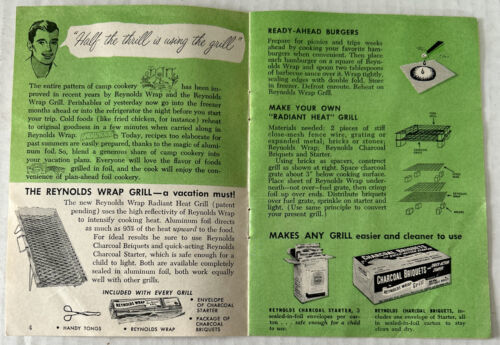 "Half the thrill is using the grill"
The entire pattern of camp cookery has been im-
proved in recent years by Reynolds Wrap and the Reynolds
Wrap Grill. Perishables of yesterday now go into the freezer
ahead or into the refrigerator the night before you start
your trip. Cold foods (like fried chicken, for instance) reheat
to original goodness in a few minutes when carried along in
Reynolds Wrap. Today, recipes too elaborate for
past summers are easily prepared, thanks to the magic of alumi-
num foil. So, blend a generous share of camp cookery into
your vacation plans. Everyone will love the flavor of foods
grilled in foil, and the cook will enjoy the con-
venience of plan-ahead foil cookery.
THE REYNOLDS WRAP GRILL—a vacation must!
The new Reynolds Wrap Radiant Heat Grill (patent
pending) uses the high reflectivity of Reynolds Wrap to
intensify cooking heat. Aluminum foil directs
as much as 95% of the heat upward to the food.
For ideal results be sure to use Reynolds
Charcoal Briquets and quick-acting Reynolds
Charcoal Starter, which is safe enough for a
child to light. Both are available completely
sealed in aluminum foil, both work equally
well with other grills.
INCLUDED WITH EVERY GRILL
• HANDY TONGS
• REYNOLDS WRAP
• ENVELOPE
OF CHARCOAL
STARTER
• PACKAGE OF
CHARCOAL
BRIQUETS
4
READY-AHEAD BURGERS
Prepare for picnics and trips weeks
ahead by cooking your favorite ham-
burgers when convenient. Then place
each hamburger on a square of Reyn-
olds Wrap and spoon two tablespoons
of barbecue sauce over it. Wrap tightly,
sealing edges with double fold. Store in
freezer. Defrost enroute. Reheat on
Reynolds Wrap Grill.
MAKE YOUR OWN
"RADIANT HEAT" GRILL
Materials needed: 2 pieces of stiff
close-mesh fence wire, grating or
expanded metal; bricks or stones;
Reynolds Wrap; Reynolds Charcoal
Briquets and Starter.
Using bricks as spacers, construct
grill as shown at right. Space charcoal
grate about 3" below cooking surface.
Place sheet of Reynolds Wrap under-
neath—not over—fuel grate, then crimp
foil up over ends. Distribute briquets
over fuel grate, sprinkle on starter and
light. (Use same principle to convert
your present grill.)
MAKES ANY GRILL easier and cleaner to use
CHARCOAL BRIQUETS
REYNOLDS CHARCOAL STARTER, 3
sealed-in-foil envelopes per car-
ton . . . safe enough for a child
to use.
REYNOLDS CHARCOAL BRIQUETS,
includes one envelope of Starter, all
in sealed-in-foil carton to stay
clean and dry.